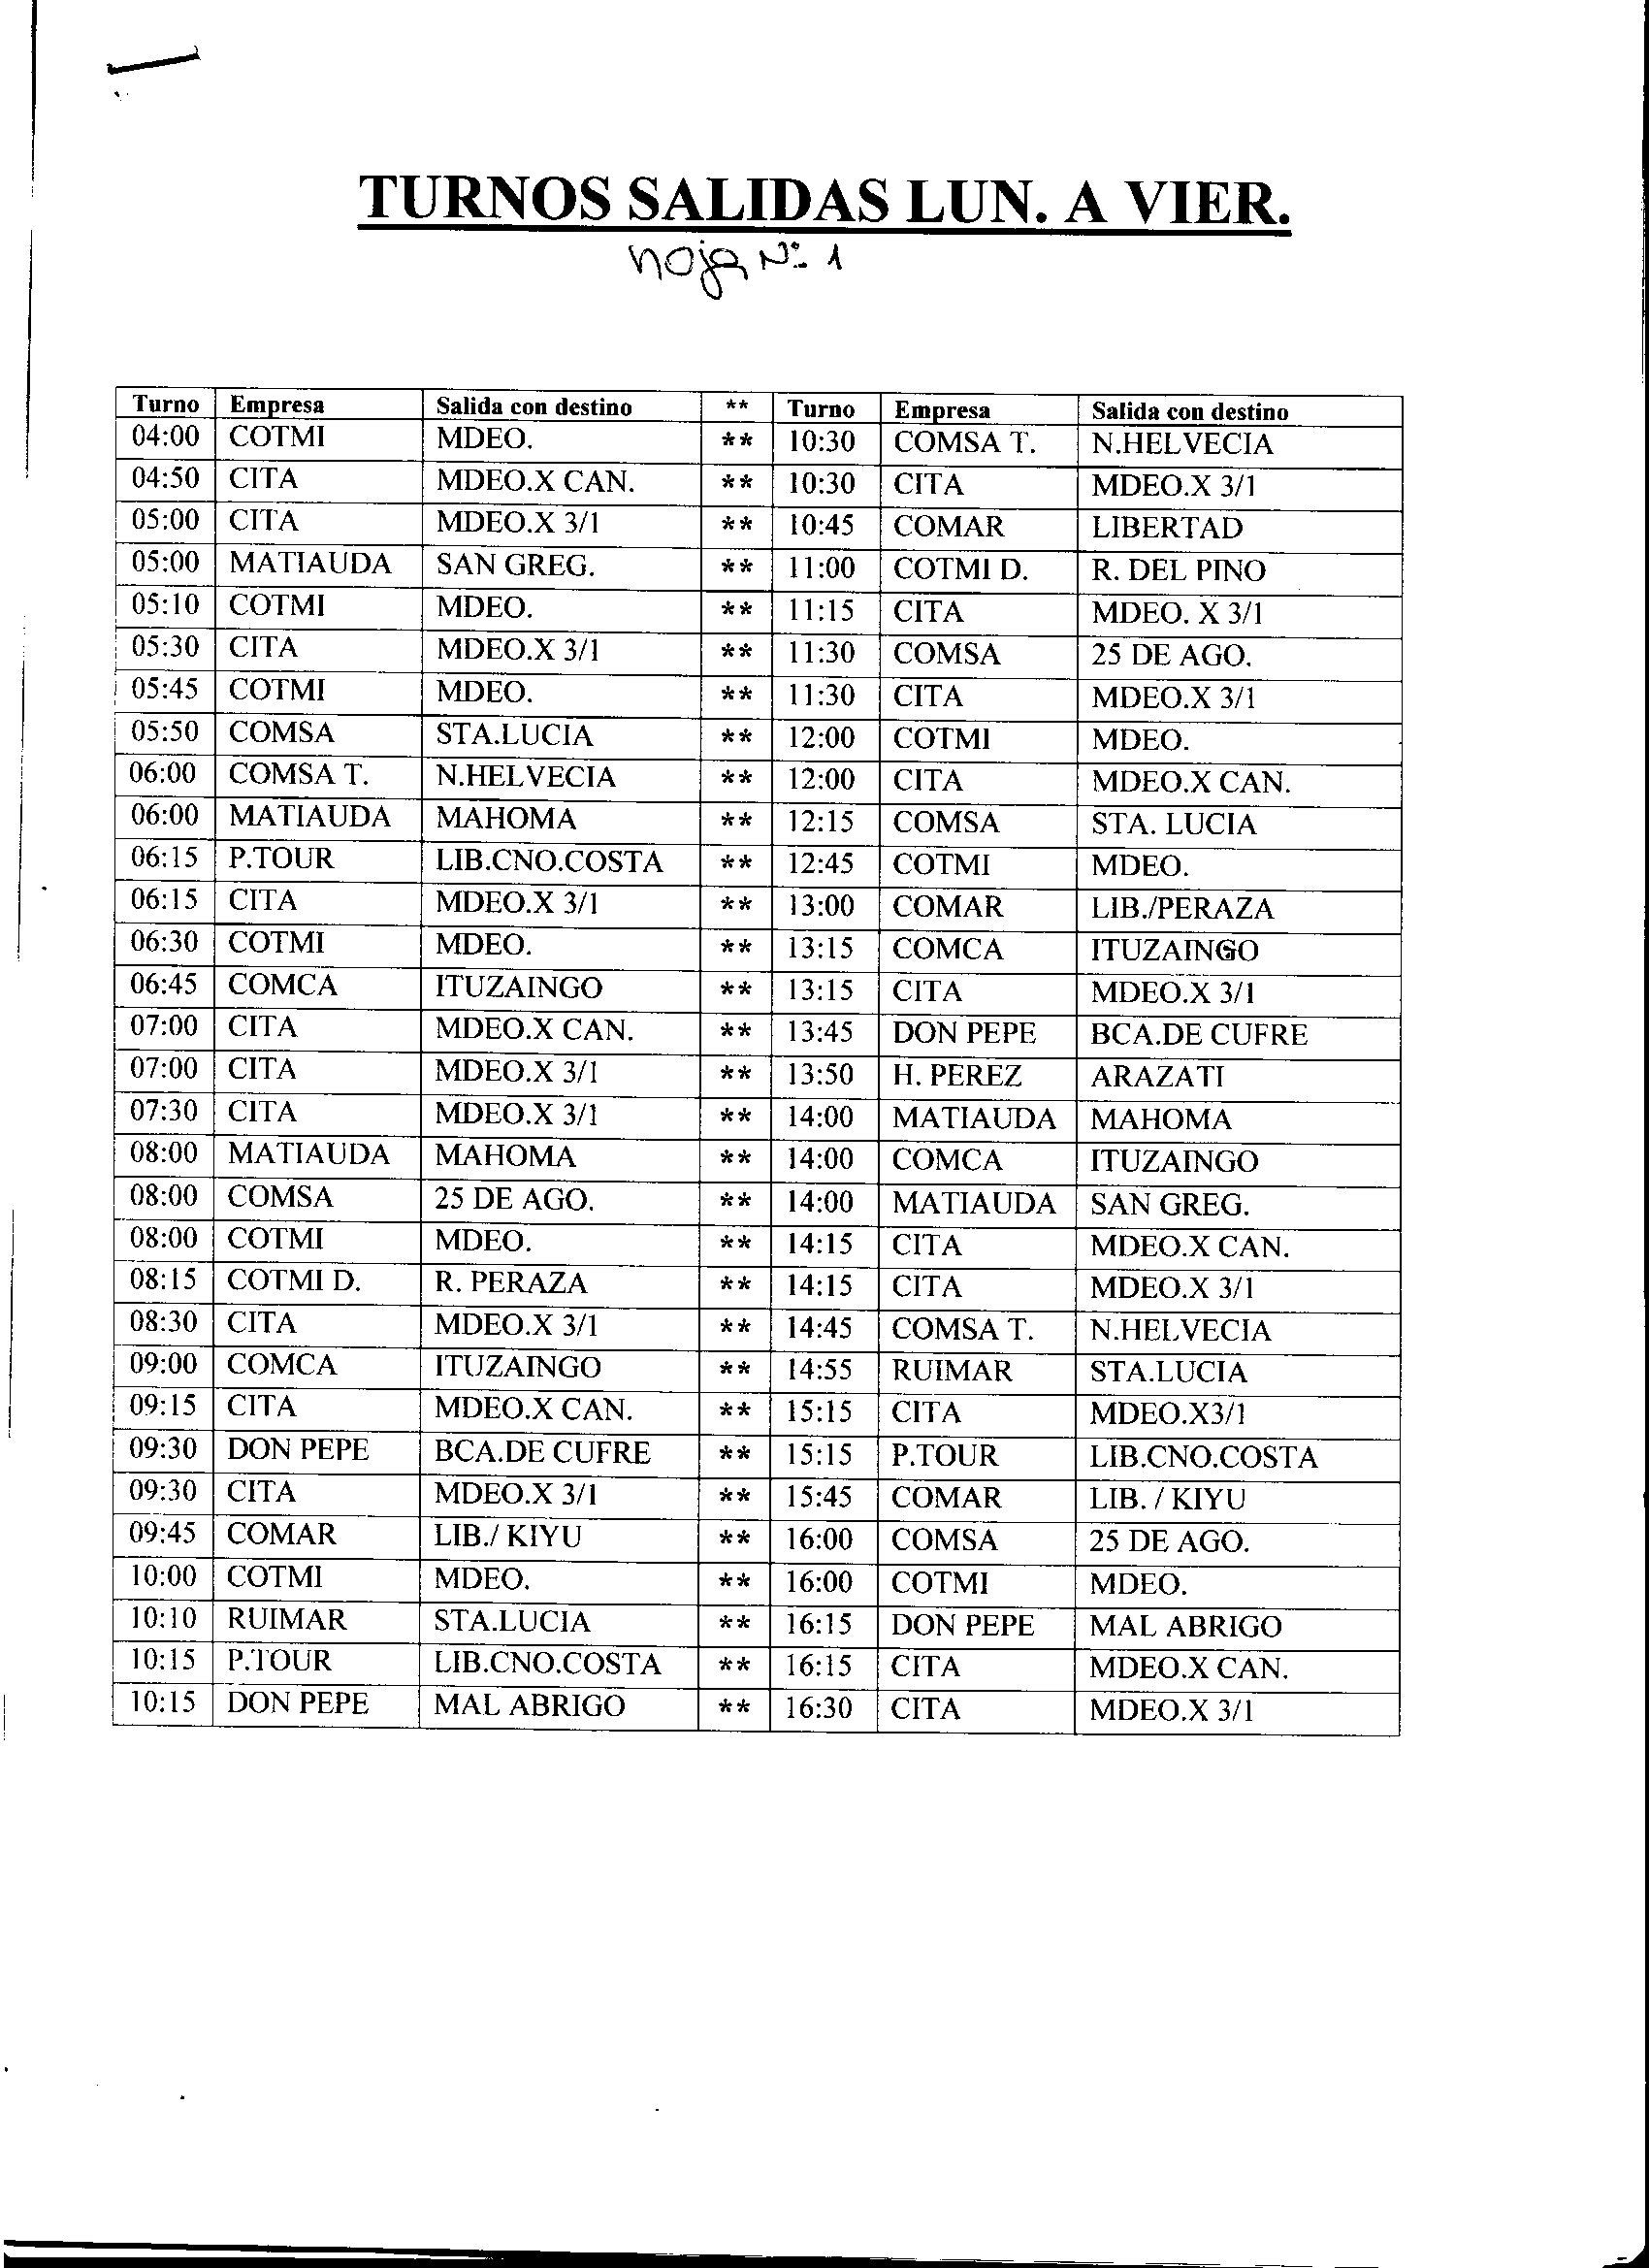 TURNOS SALIDAS LUN. A VIER.
hoja Nº 1
Turno Empresa Salida con destino ** Turno Empresa Salida con destino
04:00 COTMI MDEO. ** 10:30 COMSA T. N.HELVECIA
04:50 CITA MDEO.X CAN. ** 10:30 CITA MDEO.X 3/1
05:00 CITA MDEO.X 3/1 ** 10:45 COMAR LIBERTAD
05:00 MATIAUDA SAN GREG. ** 11:00 COTMI D. R. DEL PINO
05:10 COTMI MDEO. ** 11:15 CITA MDEO. X 3/1
05:30 CITA MDEO.X 3/1 ** 11:30 COMSA 25 DE AGO.
05:45 COTMI MDEO. ** 11:30 CITA MDEO.X 3/1
05:50 COMSA STA.LUCIA ** 12:00 COTMI MDEO.
06:00 COMSA T. N.HELVECIA ** 12:00 CITA MDEO.X CAN.
06:00 MATIAUDA MAHOMA ** 12:15 COMSA STA. LUCIA
06:15 P.TOUR LIB.CNO.COSTA ** 12:45 COTMI MDEO.
06:15 CITA MDEO.X 3/1 ** 13:00 COMAR LIB./PERAZA
06:30 COTMI MDEO. ** 13:15 COMCA ITUZAINGO
06:45 COMCA ITUZAINGO ** 13:15 CITA MDEO.X 3/1
07:00 CITA MDEO.X CAN. ** 13:45 DON PEPE BCA.DE CUFRE
07:00 CITA MDEO.X 3/1 ** 13:50 H. PEREZ ARAZATI
07:30 CITA MDEO.X 3/1 ** 14:00 MATIAUDA MAHOMA
08:00 MATIAUDA MAHOMA ** 14:00 COMCA ITUZAINGO
08:00 COMSA 25 DE AGO. ** 14:00 MATIAUDA SAN GREG.
08:00 COTMI MDEO. ** 14:15 CITA MDEO.X CAN.
08:15 COTMI D. R. PERAZA ** 14:15 CITA MDEO.X 3/1
08:30 CITA MDEO.X 3/1 ** 14:45 COMSA T. N.HELVECIA
09:00 COMCA ITUZAINGO ** 14:55 RUIMAR STA.LUCIA
09:15 CITA MDEO.X CAN. ** 15:15 CITA MDEO.X3/1
09:30 DON PEPE BCA.DE CUFRE ** 15:15 P.TOUR LIB.CNO.COSTA
09:30 CITA MDEO.X 3/1 ** 15:45 COMAR LIB. / KIYU
09:45 COMAR LIB./ KIYU ** 16:00 COMSA 25 DE AGO.
10:00 COTMI MDEO. ** 16:00 COTMI MDEO.
10:10 RUIMAR STA.LUCIA ** 16:15 DON PEPE MAL ABRIGO
10:15 P.TOUR LIB.CNO.COSTA ** 16:15 CITA MDEO.X CAN.
10:15 DON PEPE MAL ABRIGO ** 16:30 CITA MDEO.X 3/1